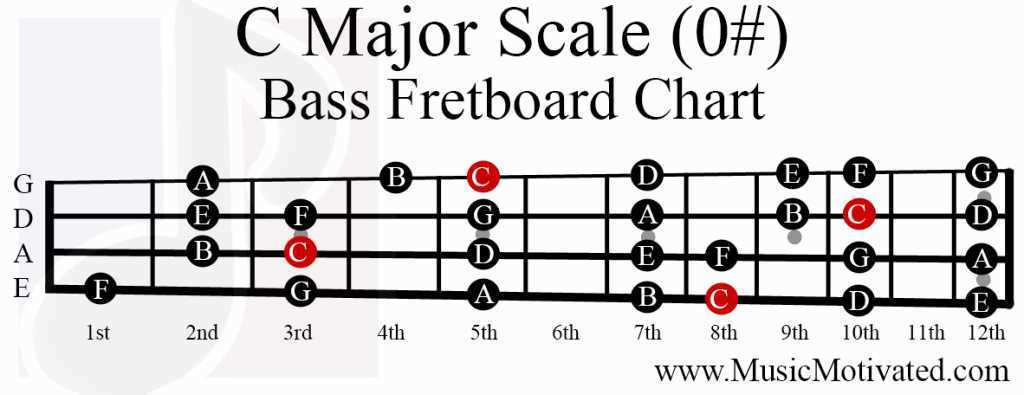 C Major Scale (0#)
Bass Fretboard Chart
G A B C D E F G
D E F G A B C D
A B C D E F G A
E F G A B C D E
1st 2nd 3rd 4th 5th 6th 7th 8th 9th 10th 11th 12th
www.MusicMotivated.com